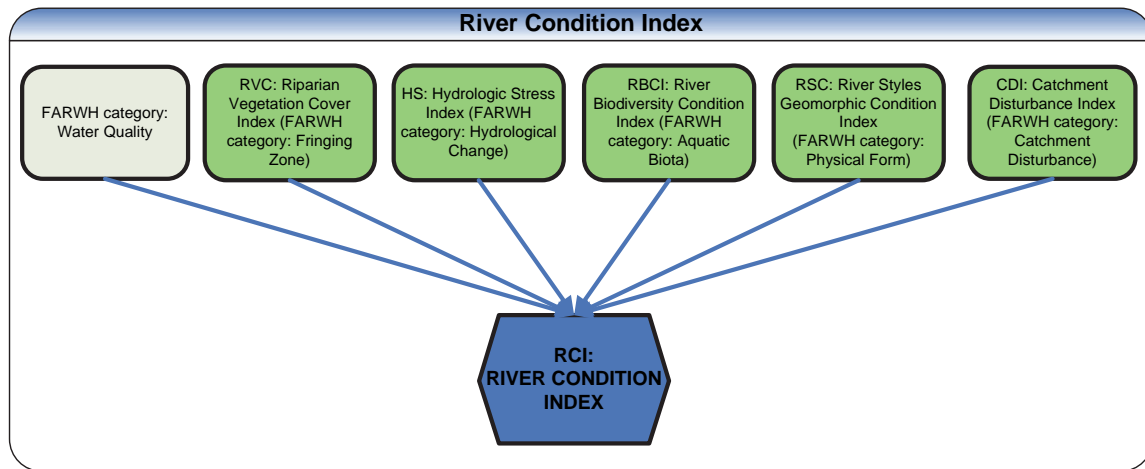 River Condition Index
FARWH category:
Water Quality
RVC: Riparian
Vegetation Cover
Index (FARWH
category: Fringing
Zone)
HS: Hydrologic Stress
Index (FARWH
category: Hydrological
Change)
RBCI: River
Biodiversity Condition
Index (FARWH
category: Aquatic
Biota)
RSC: River Styles
Geomorphic Condition
Index
(FARWH category:
Physical Form)
CDI: Catchment
Disturbance Index
(FARWH category:
Catchment
Disturbance)
RCI:
RIVER CONDITION
INDEX